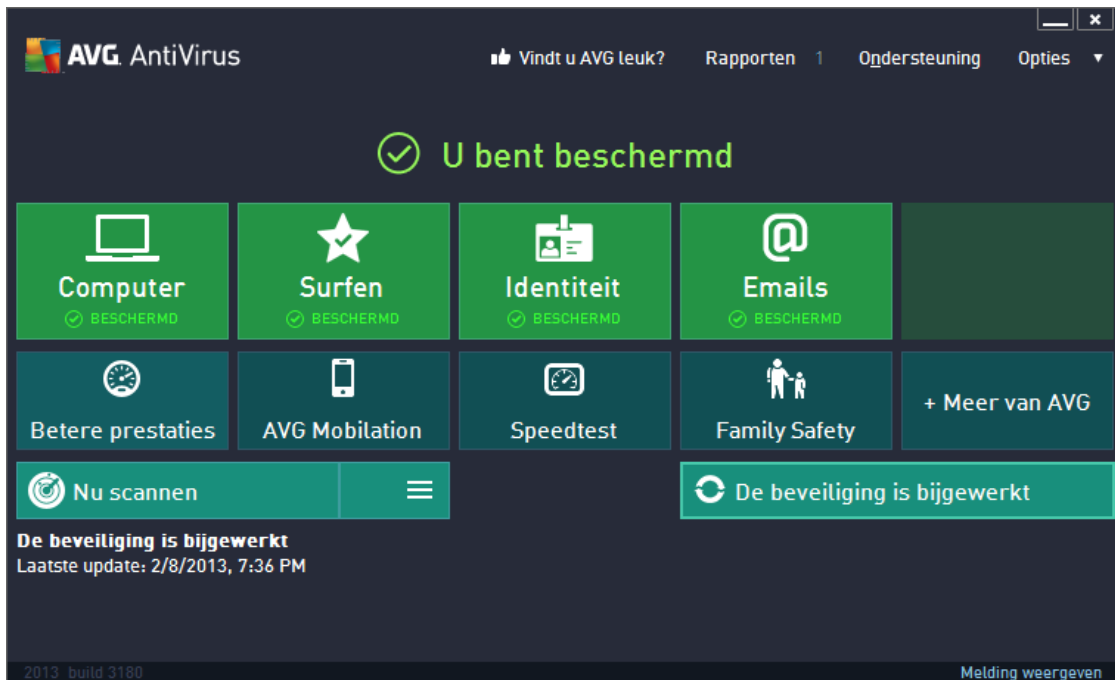 AVG. AntiVirus
Vindt u AVG leuk? Rapporten 1 Ondersteuning Opties
U bent beschermd
Computer Surfen Identiteit Emails
BESCHERMD BESCHERMD BESCHERMD BESCHERMD
Betere prestaties AVG Mobilation Speedtest Family Safety + Meer van AVG
Nu scannen De beveiliging is bijgewerkt
De beveiliging is bijgewerkt
Laatste update: 2/8/2013, 7:36 PM
2013 build 3180 Melding weergeven